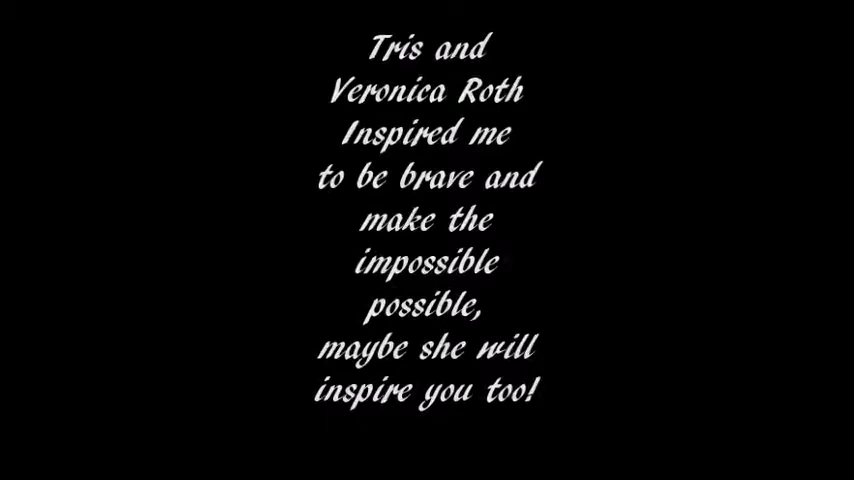 Tris and
Veronica Roth
Inspired me
to be brave and
make the
impossible
possible,
maybe she will
inspire you too!